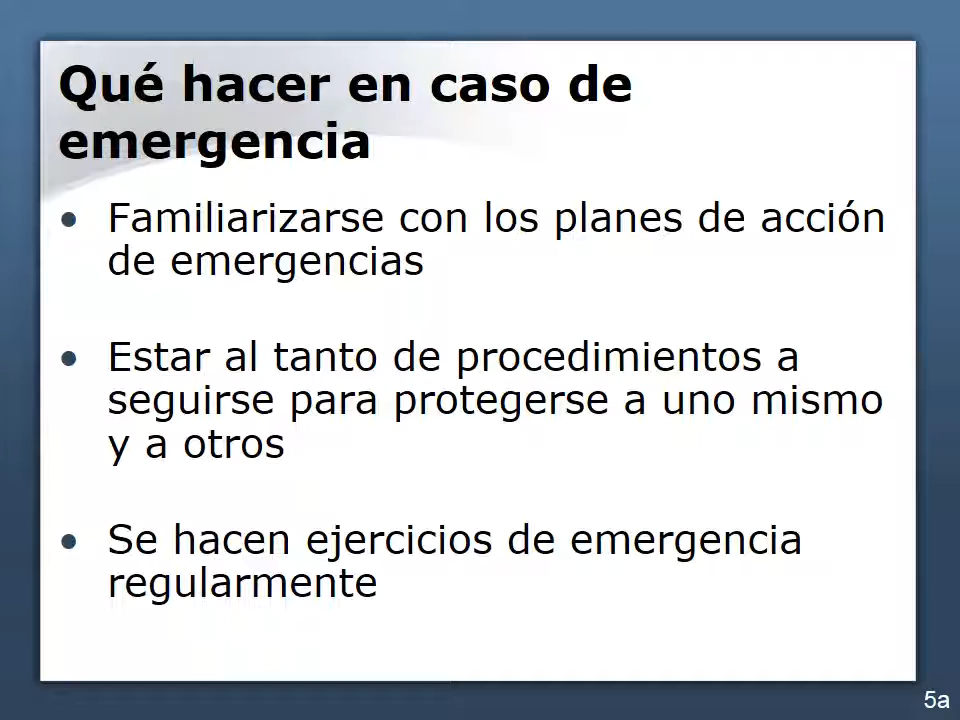 Qué hacer en caso de
emergencia
• Familiarizarse con los planes de acción
de emergencias
• Estar al tanto de procedimientos a
seguirse para protegerse a uno mismo
y a otros
• Se hacen ejercicios de emergencia
regularmente
5a